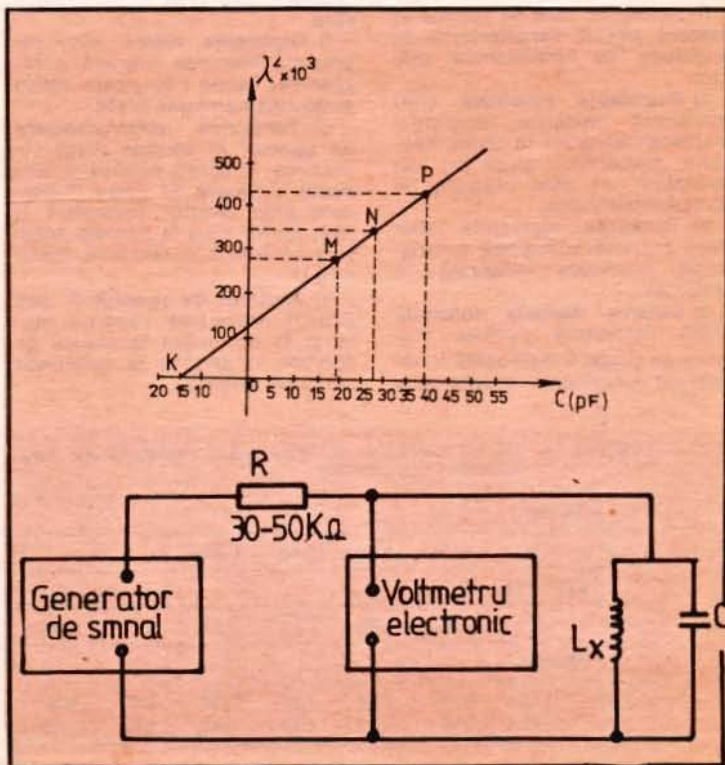 λ² ×10³
500
400
300
200
100
P
N
M
K
20 15 10 0 5 10 15 20 25 30 35 40 45 50 55
C(pF)
R
30-50KΩ
Generator
de smnal
Voltmetru
electronic
Lx
C